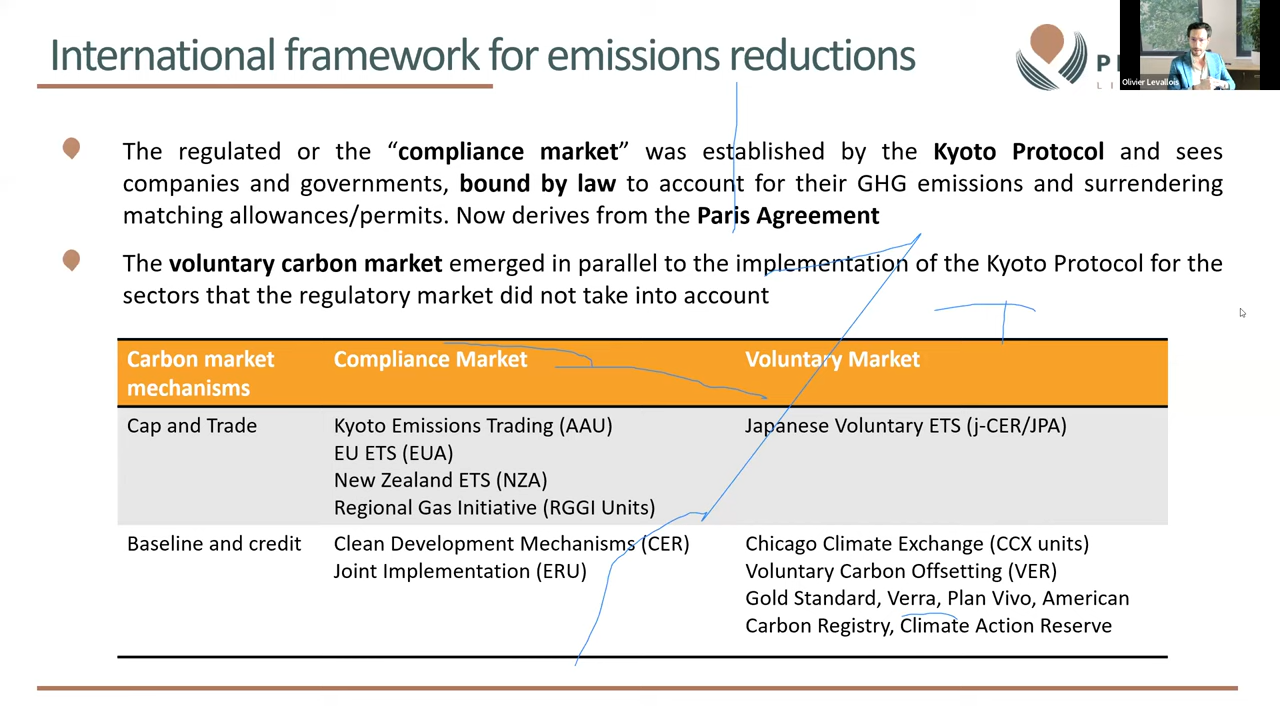 International framework for emissions reductions
Olivier Levallois
The regulated or the “compliance market” was established by the Kyoto Protocol and sees
companies and governments, bound by law to account for their GHG emissions and surrendering
matching allowances/permits. Now derives from the Paris Agreement
The voluntary carbon market emerged in parallel to the implementation of the Kyoto Protocol for the
sectors that the regulatory market did not take into account
Carbon market
mechanisms
Compliance Market
Voluntary Market
Cap and Trade
Kyoto Emissions Trading (AAU)
EU ETS (EUA)
New Zealand ETS (NZA)
Regional Gas Initiative (RGGI Units)
Japanese Voluntary ETS (j-CER/JPA)
Baseline and credit
Clean Development Mechanisms (CER)
Joint Implementation (ERU)
Chicago Climate Exchange (CCX units)
Voluntary Carbon Offsetting (VER)
Gold Standard, Verra, Plan Vivo, American
Carbon Registry, Climate Action Reserve